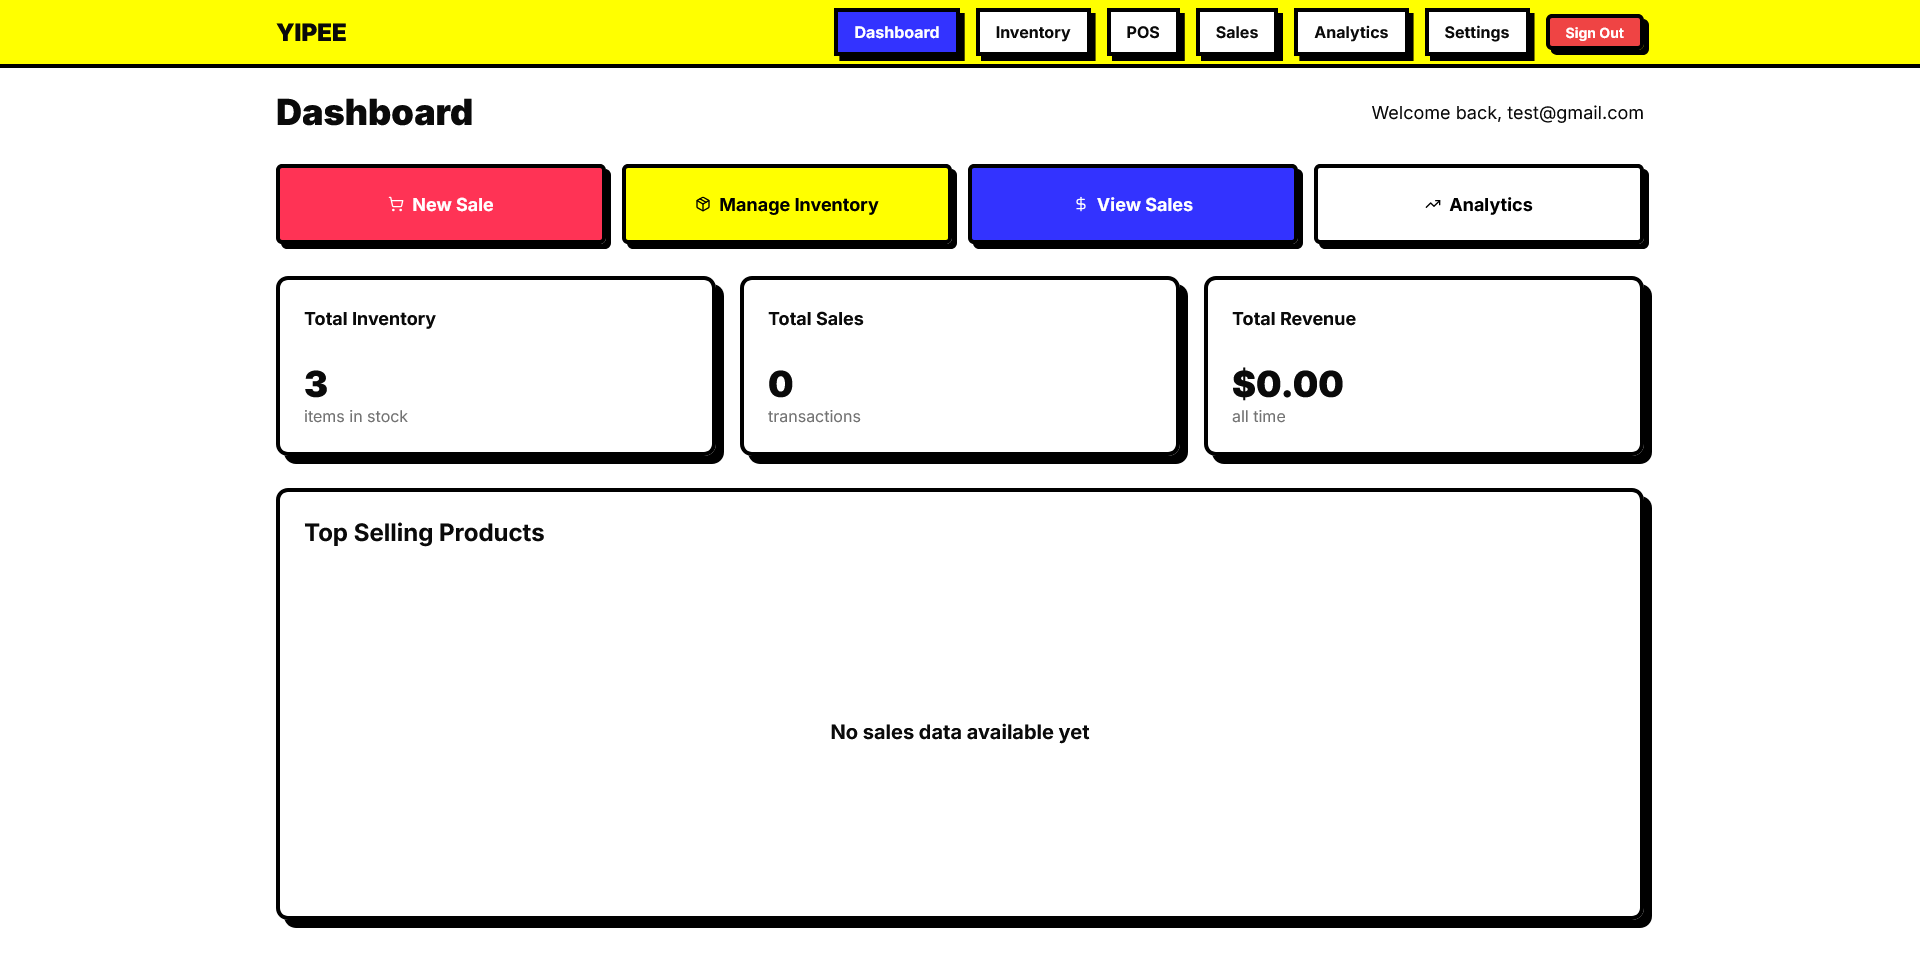 YIPEE
Dashboard
Inventory
POS
Sales
Analytics
Settings
Sign Out
Dashboard
Welcome back, test@gmail.com
New Sale
Manage Inventory
View Sales
Analytics
Total Inventory
3
items in stock
Total Sales
0
transactions
Total Revenue
$0.00
all time
Top Selling Products
No sales data available yet